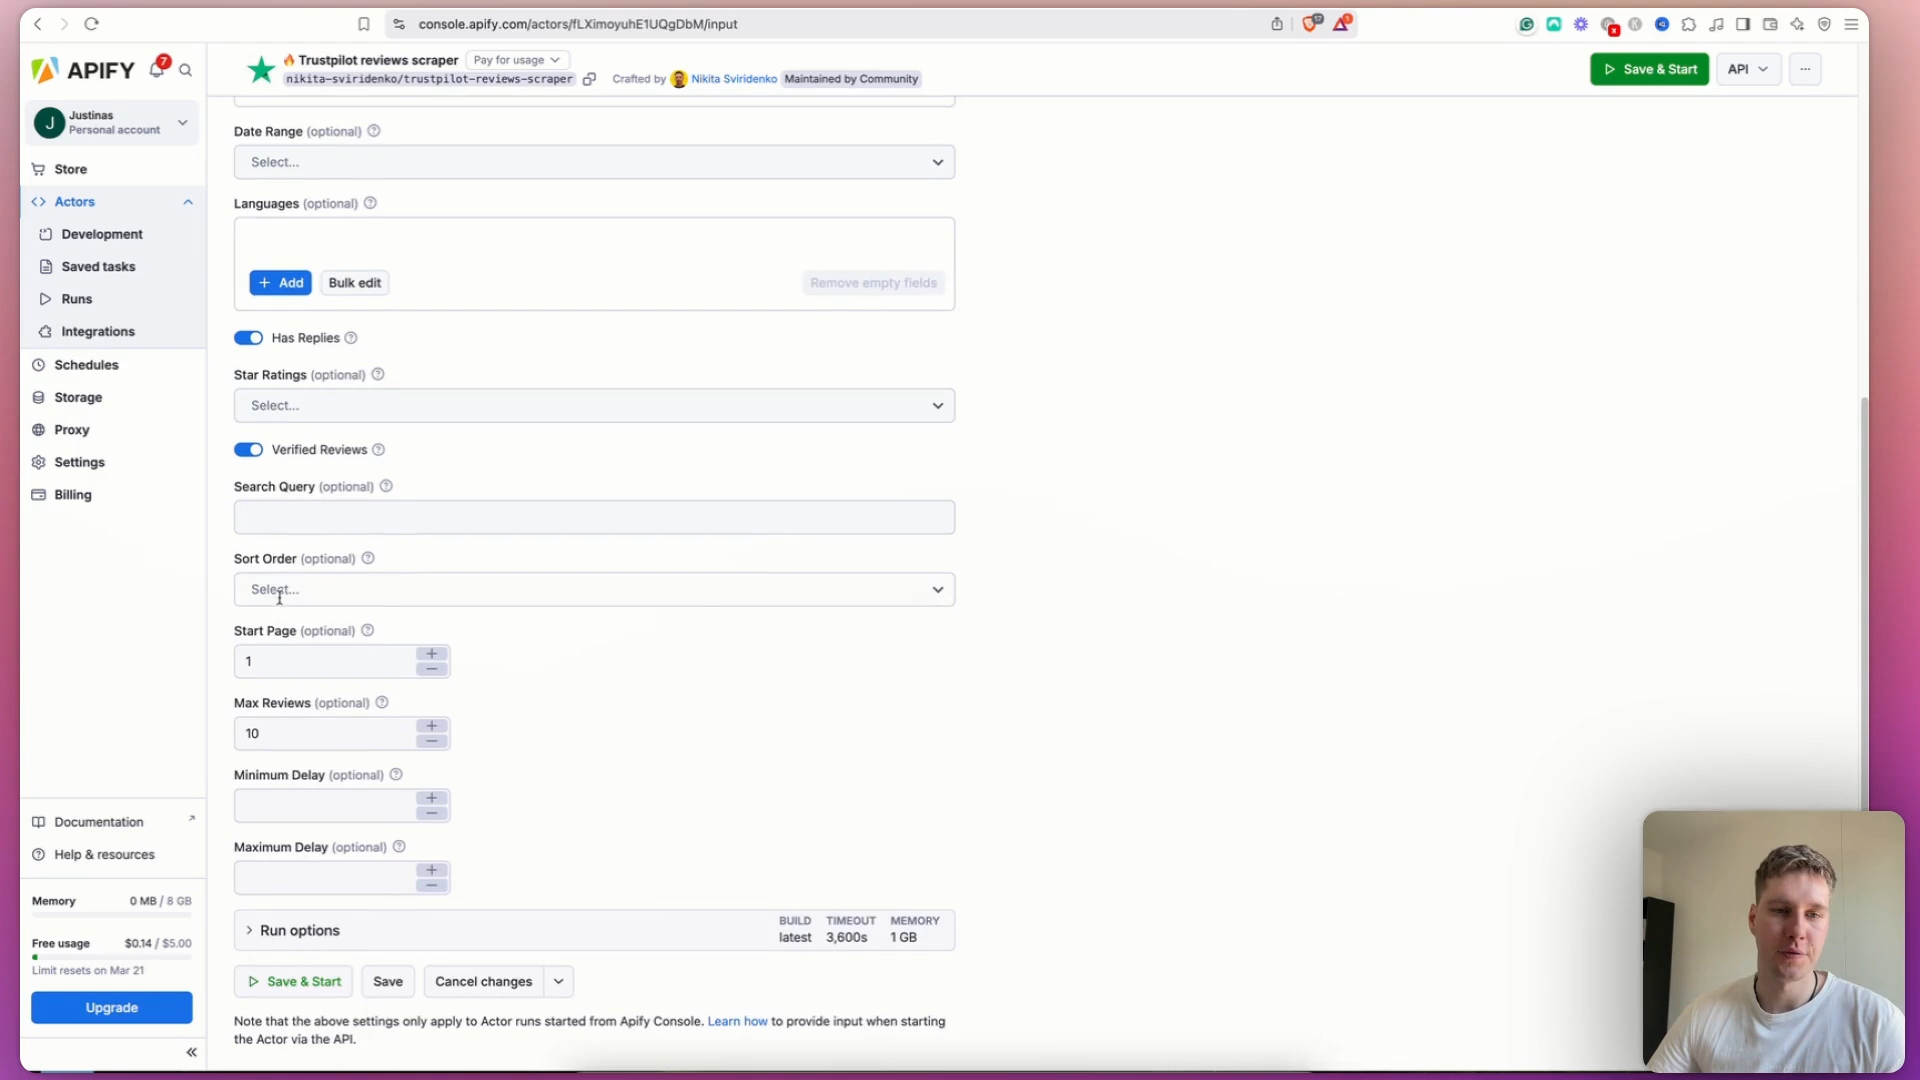 console.apify.com/actors/fLXimoyuhE1UQgDbM/input
17
1
x
APIFY
7
🔥 Trustpilot reviews scraper
Pay for usage
nikita-sviridenko/trustpilot-reviews-scraper
Crafted by Nikita Sviridenko
Maintained by Community
Save & Start
API
J
Justinas
Personal account
Store
Actors
Development
Saved tasks
Runs
Integrations
Schedules
Storage
Proxy
Settings
Billing
Documentation
Help & resources
Memory 0 MB / 8 GB
Free usage $0.14 / $5.00
Limit resets on Mar 21
Upgrade
Date Range (optional)
Select...
Languages (optional)
+ Add
Bulk edit
Remove empty fields
Has Replies
Star Ratings (optional)
Select...
Verified Reviews
Search Query (optional)
Sort Order (optional)
Select...
Start Page (optional)
1
Max Reviews (optional)
10
Minimum Delay (optional)
Maximum Delay (optional)
Run options
BUILD TIMEOUT MEMORY
latest 3,600s 1 GB
Save & Start
Save
Cancel changes
Note that the above settings only apply to Actor runs started from Apify Console. Learn how to provide input when starting
the Actor via the API.